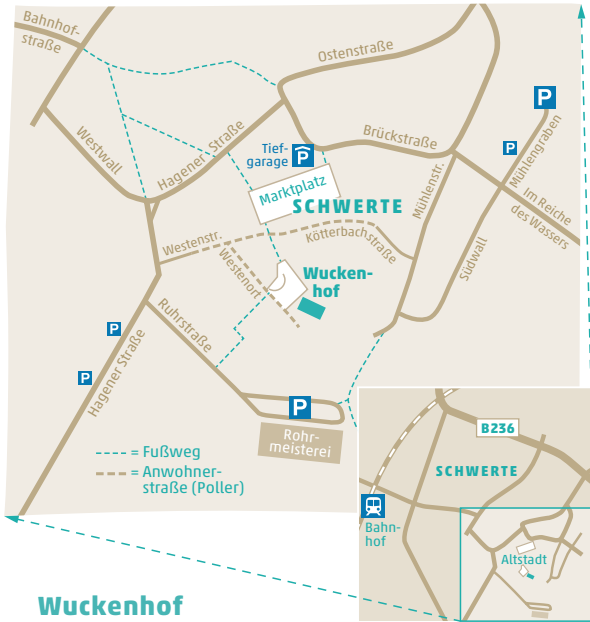 Bahnhof-
straße
Ostenstraße
P
Westwall
Hagener Straße
Tief-
garage
P
Brückstraße
P
Mühlengraben
Marktplatz
SCHWERTE
Mühlenstr.
Im Reiche
des Wassers
Westenstr.
Kötterbachstraße
Südwall
Westenort
Wucken-
hof
Ruhrstraße
P
P
Hagener Straße
P
Rohr-
meisterei
= Fußweg
= Anwohner-
straße (Poller)
B236
SCHWERTE
Bahn-
hof
Altstadt
Wuckenhof